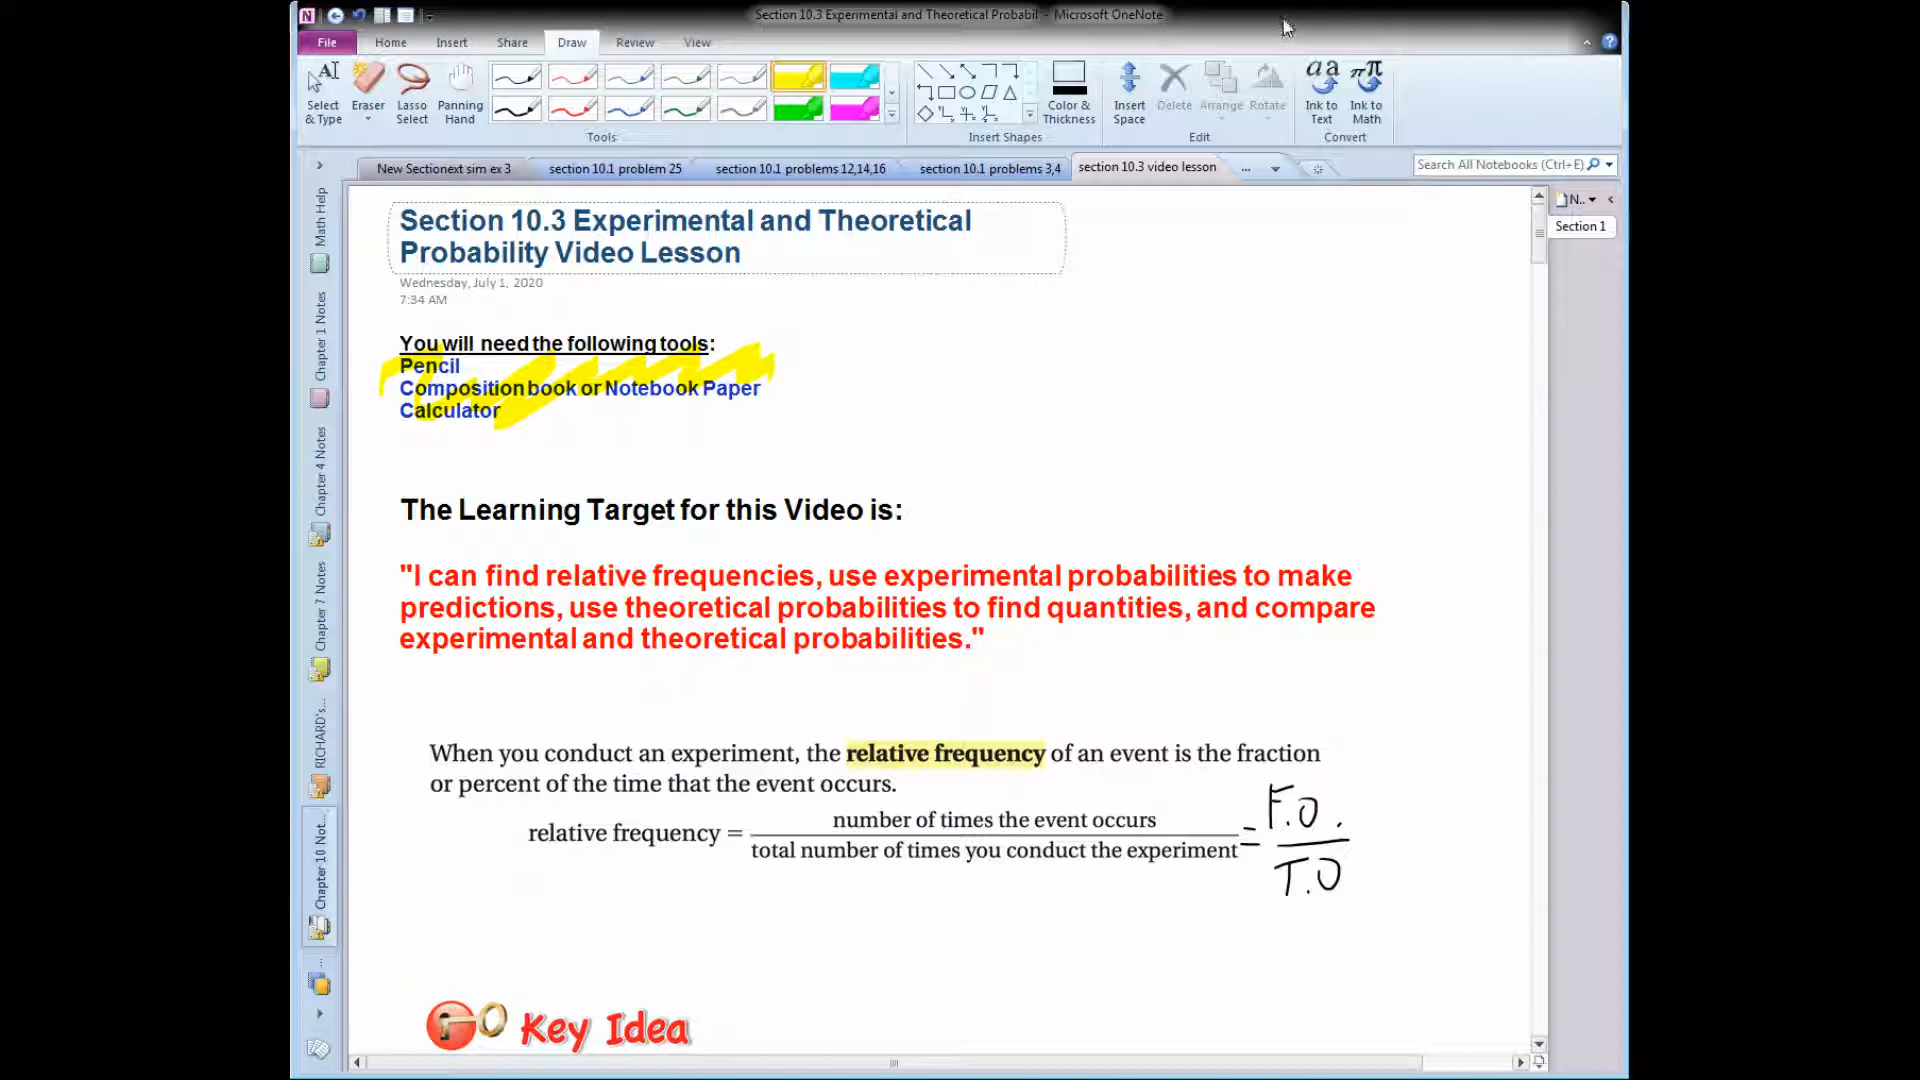 Section 10.3 Experimental and Theoretical Probabil - Microsoft OneNote
File Home Insert Share Draw Review View
Select & Type
Eraser
Lasso Select
Panning Hand
Color & Thickness
Insert Space
Delete
Arrange
Rotate
Ink to Text
Ink to Math
Tools
Insert Shapes
Edit
Convert
New Sectionext sim ex 3
section 10.1 problem 25
section 10.1 problems 12,14,16
section 10.1 problems 3,4
section 10.3 video lesson
...
Search All Notebooks (Ctrl+E)
N..
Section 1
Math Help
Chapter 1 Notes
Chapter 4 Notes
Chapter 7 Notes
RICHARD's...
Chapter 10 Not...
Section 10.3 Experimental and Theoretical
Probability Video Lesson
Wednesday, July 1, 2020
7:34 AM
You will need the following tools:
Pencil
Composition book or Notebook Paper
Calculator
The Learning Target for this Video is:
"I can find relative frequencies, use experimental probabilities to make
predictions, use theoretical probabilities to find quantities, and compare
experimental and theoretical probabilities."
When you conduct an experiment, the relative frequency of an event is the fraction
or percent of the time that the event occurs.
relative frequency =
number of times the event occurs
total number of times you conduct the experiment
= F.O.
T.O
Key Idea